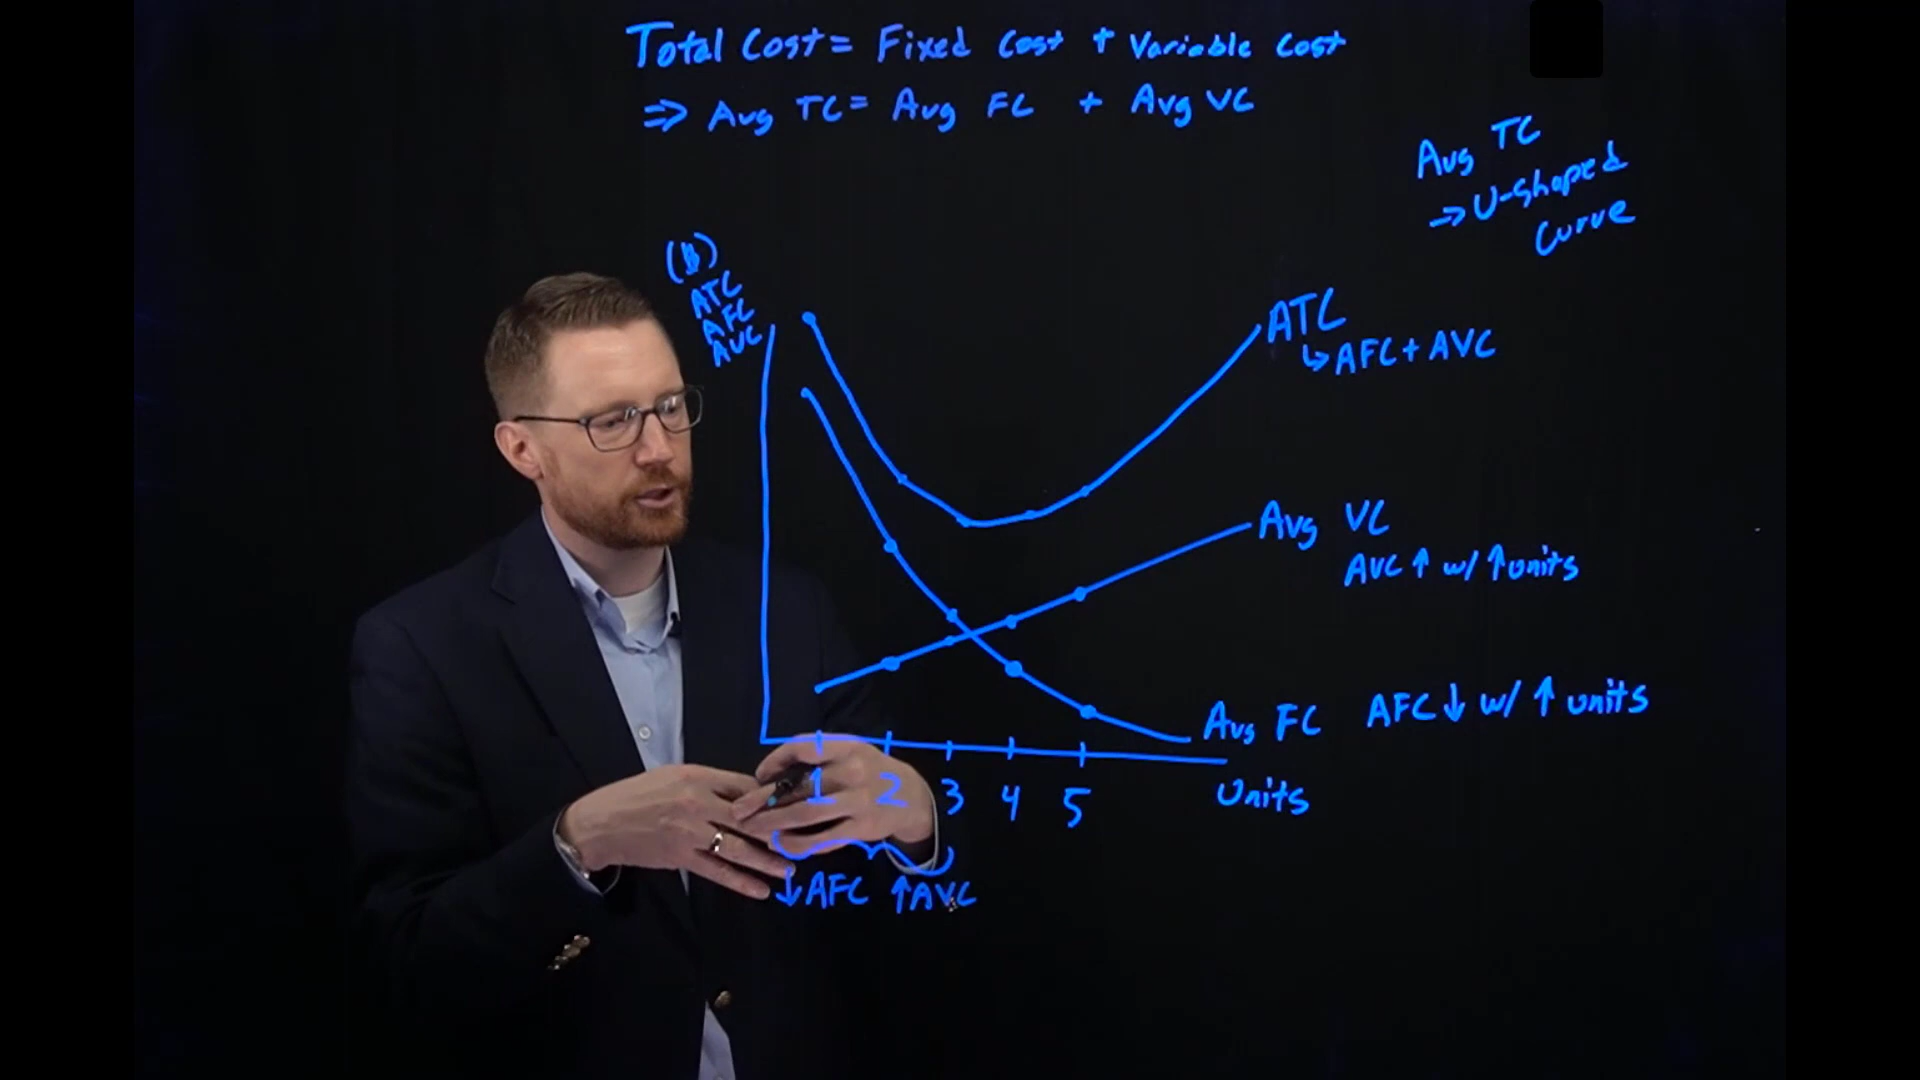 Total Cost = Fixed Cost + Variable Cost
⇒ Avg TC = Avg FC + Avg VC
Avg TC
→ U-shaped
Curve
($)
ATC
AFC
AVC
ATC
↳ AFC + AVC
Avg VC
AVC ↑ w/ ↑ units
Avg FC AFC ↓ w/ ↑ units
1 2 3 4 5 Units
↓ AFC ↑ AVC